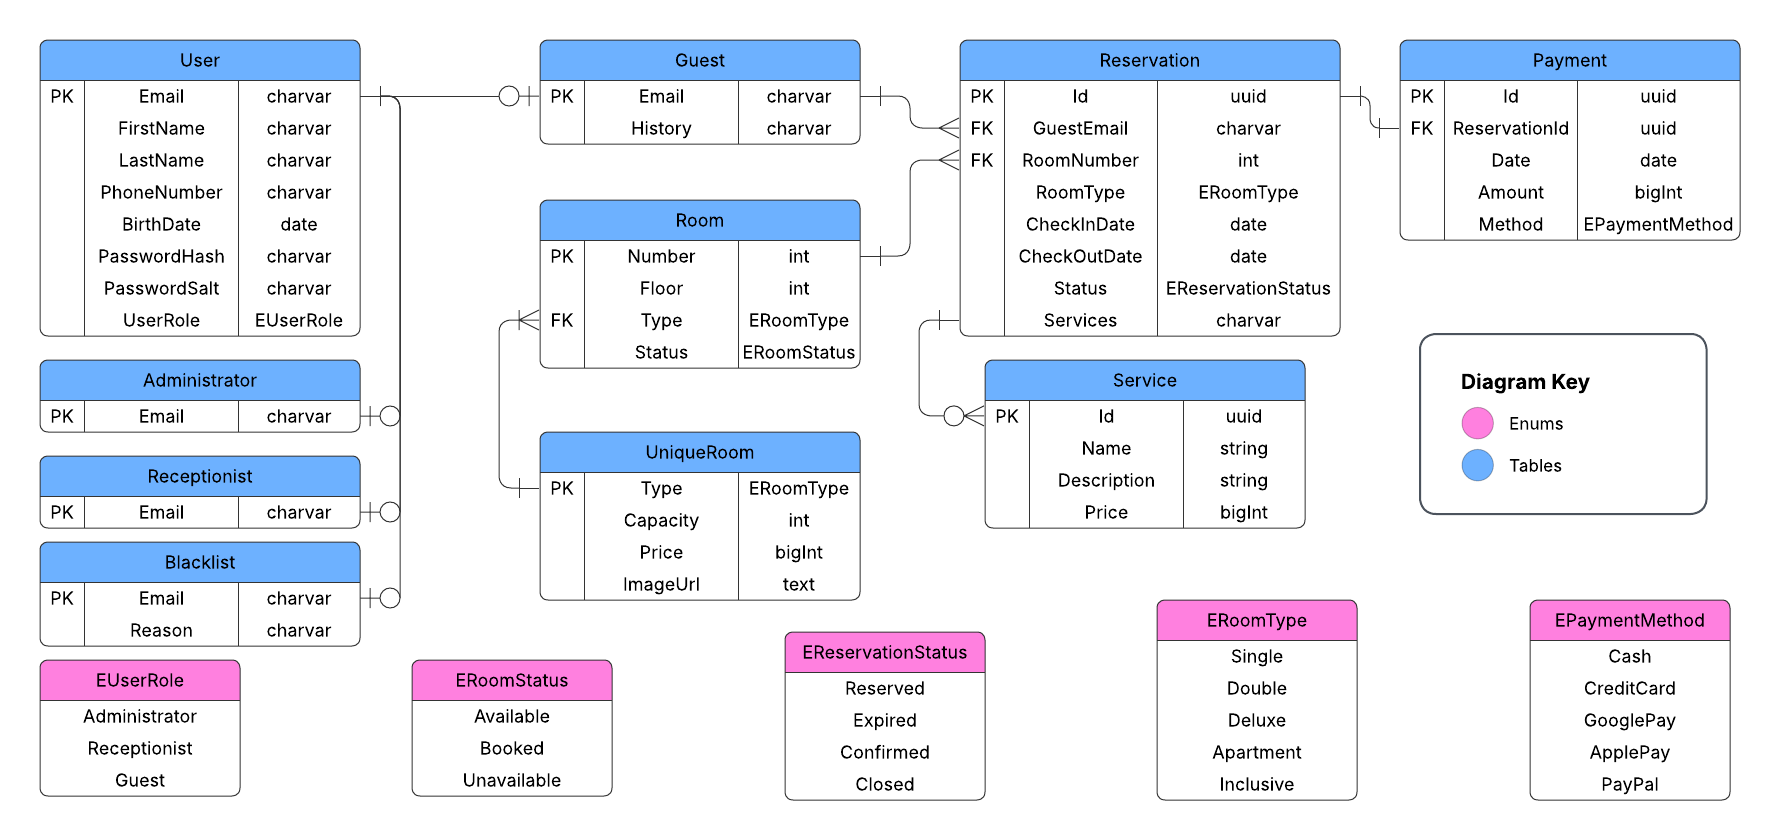 User
PK Email charvar
FirstName charvar
LastName charvar
PhoneNumber charvar
BirthDate date
PasswordHash charvar
PasswordSalt charvar
UserRole EUserRole
Administrator
PK Email charvar
Receptionist
PK Email charvar
Blacklist
PK Email charvar
Reason charvar
Guest
PK Email charvar
History charvar
Room
PK Number int
Floor int
FK Type ERoomType
Status ERoomStatus
UniqueRoom
PK Type ERoomType
Capacity int
Price bigInt
ImageUrl text
Reservation
PK Id uuid
FK GuestEmail charvar
FK RoomNumber int
RoomType ERoomType
CheckInDate date
CheckOutDate date
Status EReservationStatus
Services charvar
Service
PK Id uuid
Name string
Description string
Price bigInt
Payment
PK Id uuid
FK ReservationId uuid
Date date
Amount bigInt
Method EPaymentMethod
Diagram Key
Enums
Tables
EUserRole
Administrator
Receptionist
Guest
ERoomStatus
Available
Booked
Unavailable
EReservationStatus
Reserved
Expired
Confirmed
Closed
ERoomType
Single
Double
Deluxe
Apartment
Inclusive
EPaymentMethod
Cash
CreditCard
GooglePay
ApplePay
PayPal